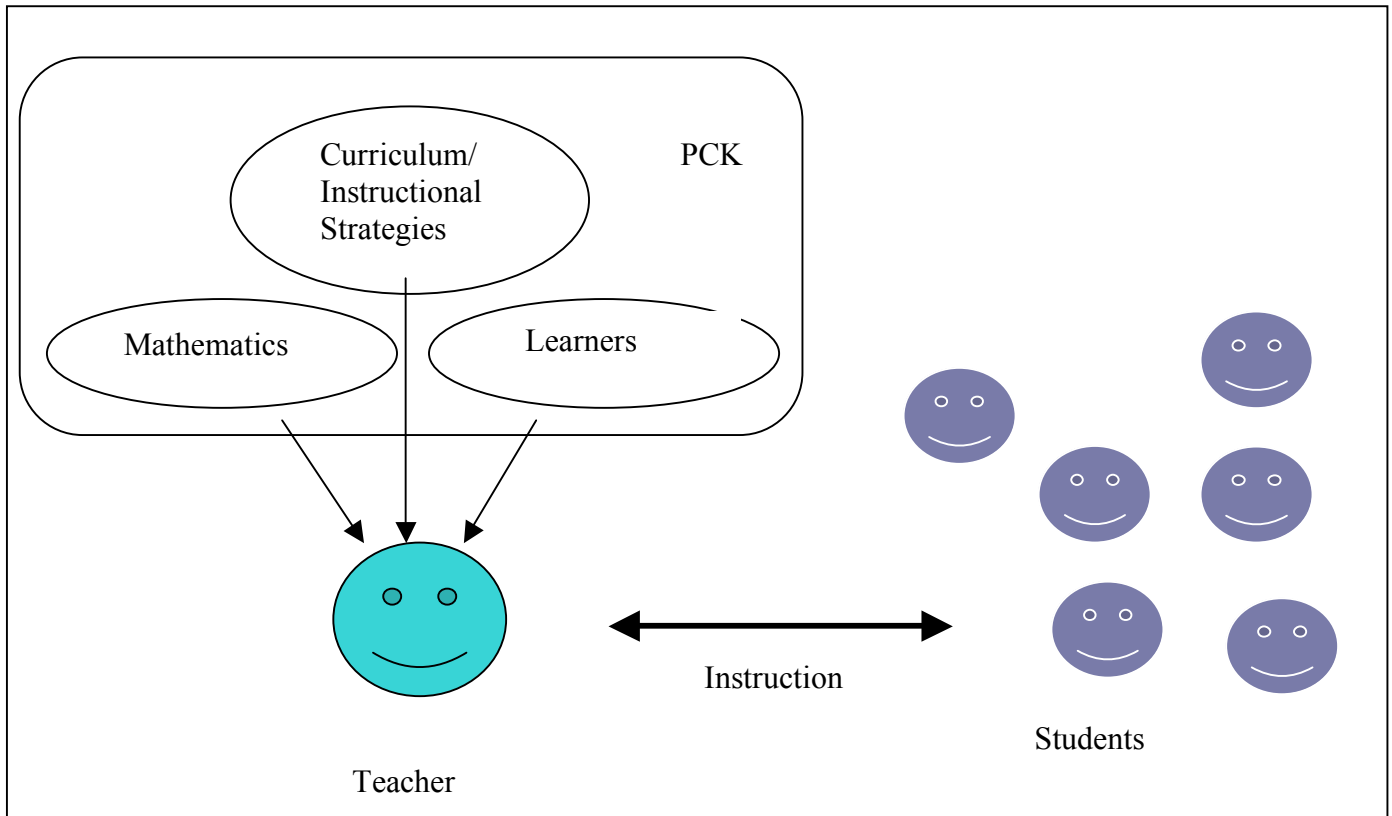 Curriculum/
Instructional
Strategies
PCK
Mathematics
Learners
Instruction
Students
Teacher